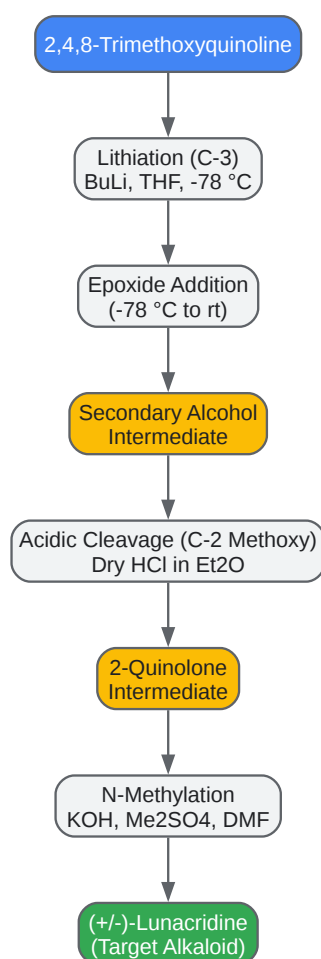 2,4,8-Trimethoxyquinoline
Lithiation (C-3)
BuLi, THF, -78 °C
Epoxide Addition
(-78 °C to rt)
Secondary Alcohol
Intermediate
Acidic Cleavage (C-2 Methoxy)
Dry HCl in Et2O
2-Quinolone
Intermediate
N-Methylation
KOH, Me2SO4, DMF
(+/-)-Lunacridine
(Target Alkaloid)